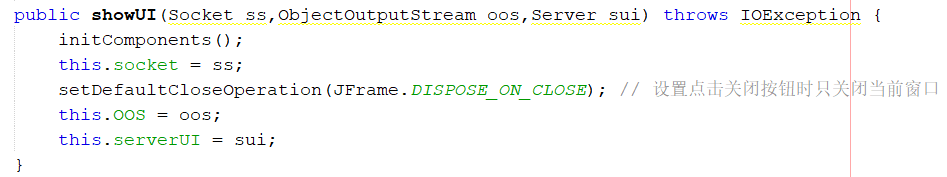 public showUI(Socket ss,ObjectOutputStream oos,Server sui) throws IOException {
initComponents();
this.socket = ss;
setDefaultCloseOperation(JFrame.DISPOSE_ON_CLOSE); // 设置点击关闭按钮时只关闭当前窗口
this.OOS = oos;
this.serverUI = sui;
}